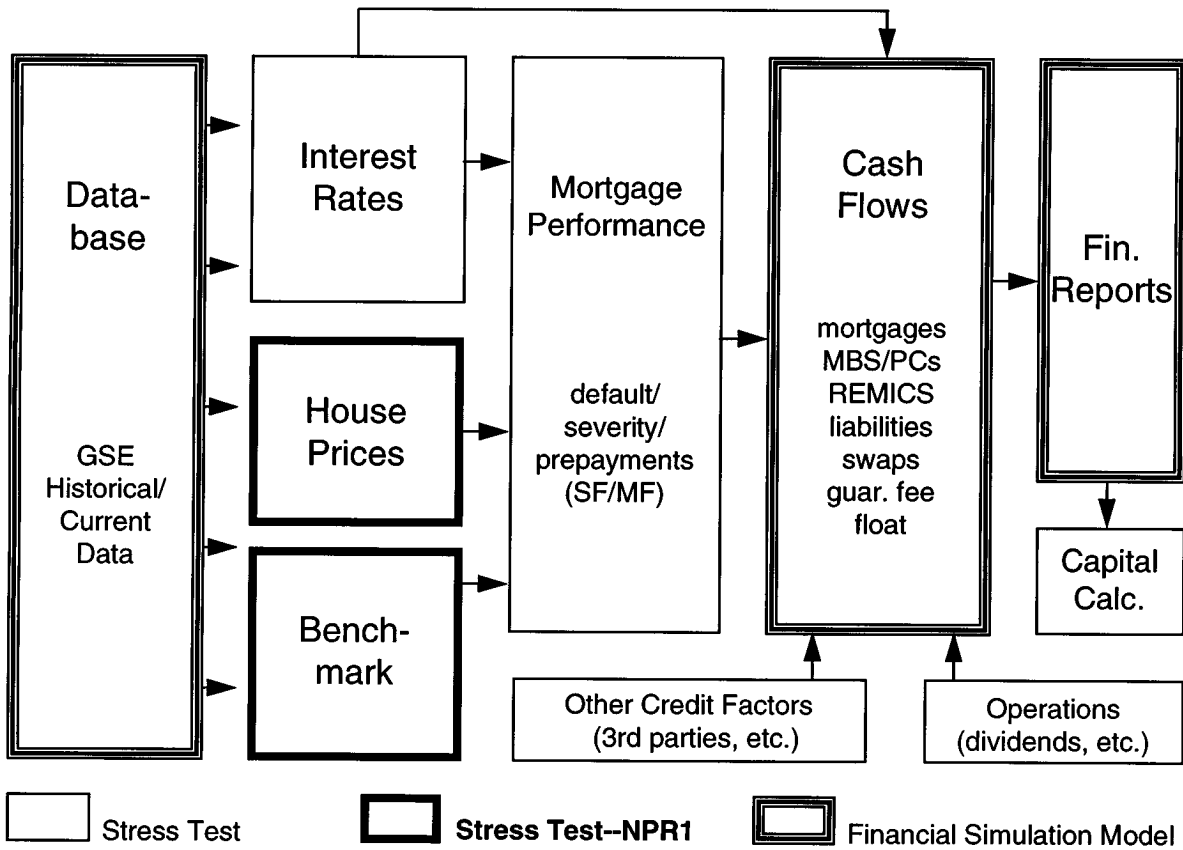 Data-
base
GSE
Historical/
Current
Data
Interest
Rates
House
Prices
Bench-
mark
Mortgage
Performance
default/
severity/
prepayments
(SF/MF)
Cash
Flows
mortgages
MBS/PCs
REMICS
liabilities
swaps
guar. fee
float
Fin.
Reports
Capital
Calc.
Other Credit Factors
(3rd parties, etc.)
Operations
(dividends, etc.)
Stress Test
Stress Test--NPR1
Financial Simulation Model